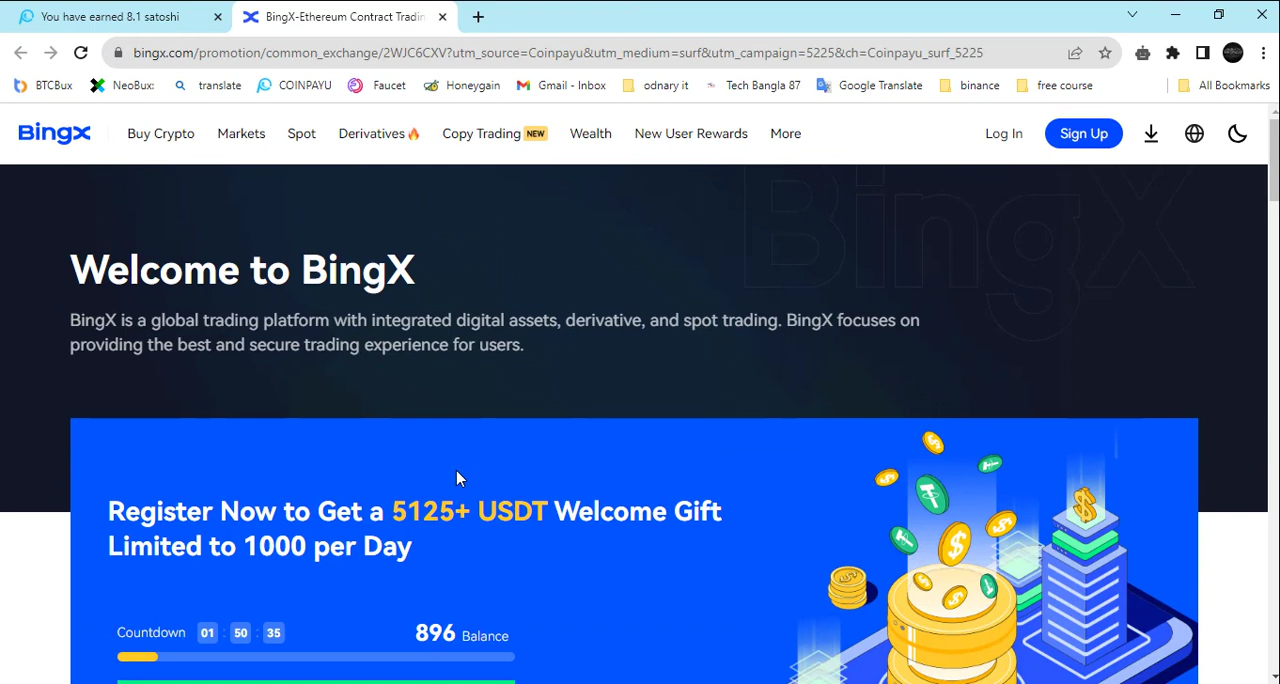 You have earned 8.1 satoshi
BingX-Ethereum Contract Tradin
bingx.com/promotion/common_exchange/2WJC6CXV?utm_source=Coinpayu&utm_medium=surf&utm_campaign=5225&ch=Coinpayu_surf_5225
BTCBux NeoBux: translate COINPAYU Faucet Honeygain Gmail - Inbox odnary it Tech Bangla 87 Google Translate binance free course All Bookmarks
BingX Buy Crypto Markets Spot Derivatives Copy Trading NEW Wealth New User Rewards More Log In Sign Up
BingX
Welcome to BingX
BingX is a global trading platform with integrated digital assets, derivative, and spot trading. BingX focuses on
providing the best and secure trading experience for users.
Register Now to Get a 5125+ USDT Welcome Gift
Limited to 1000 per Day
Countdown 01 : 50 : 35 896 Balance